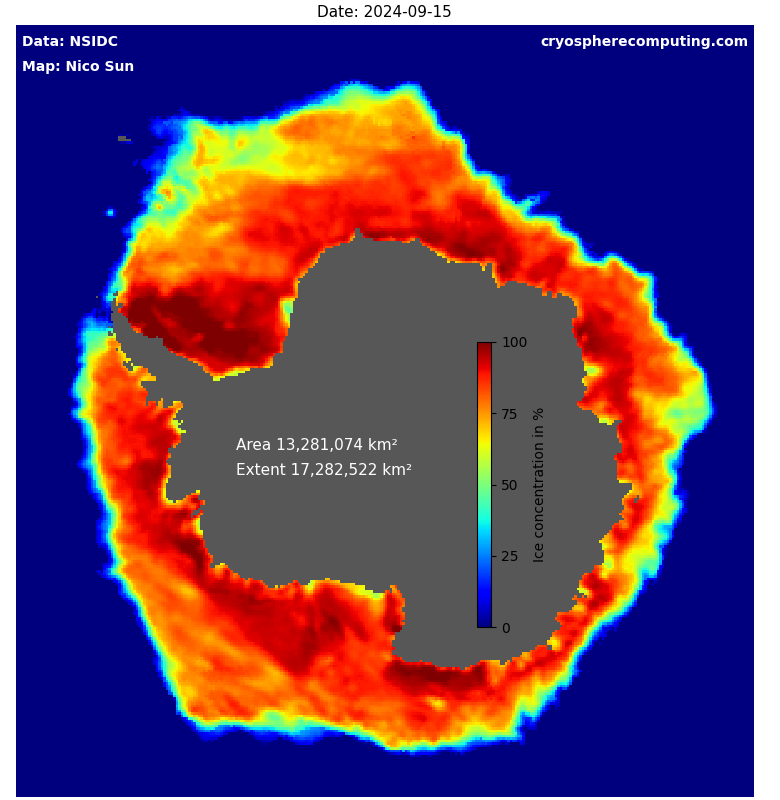 Date: 2024-09-15
Data: NSIDC
cryospherecomputing.com
Map: Nico Sun
100
75
50
25
0
Ice concentration in %
Area 13,281,074 km²
Extent 17,282,522 km²